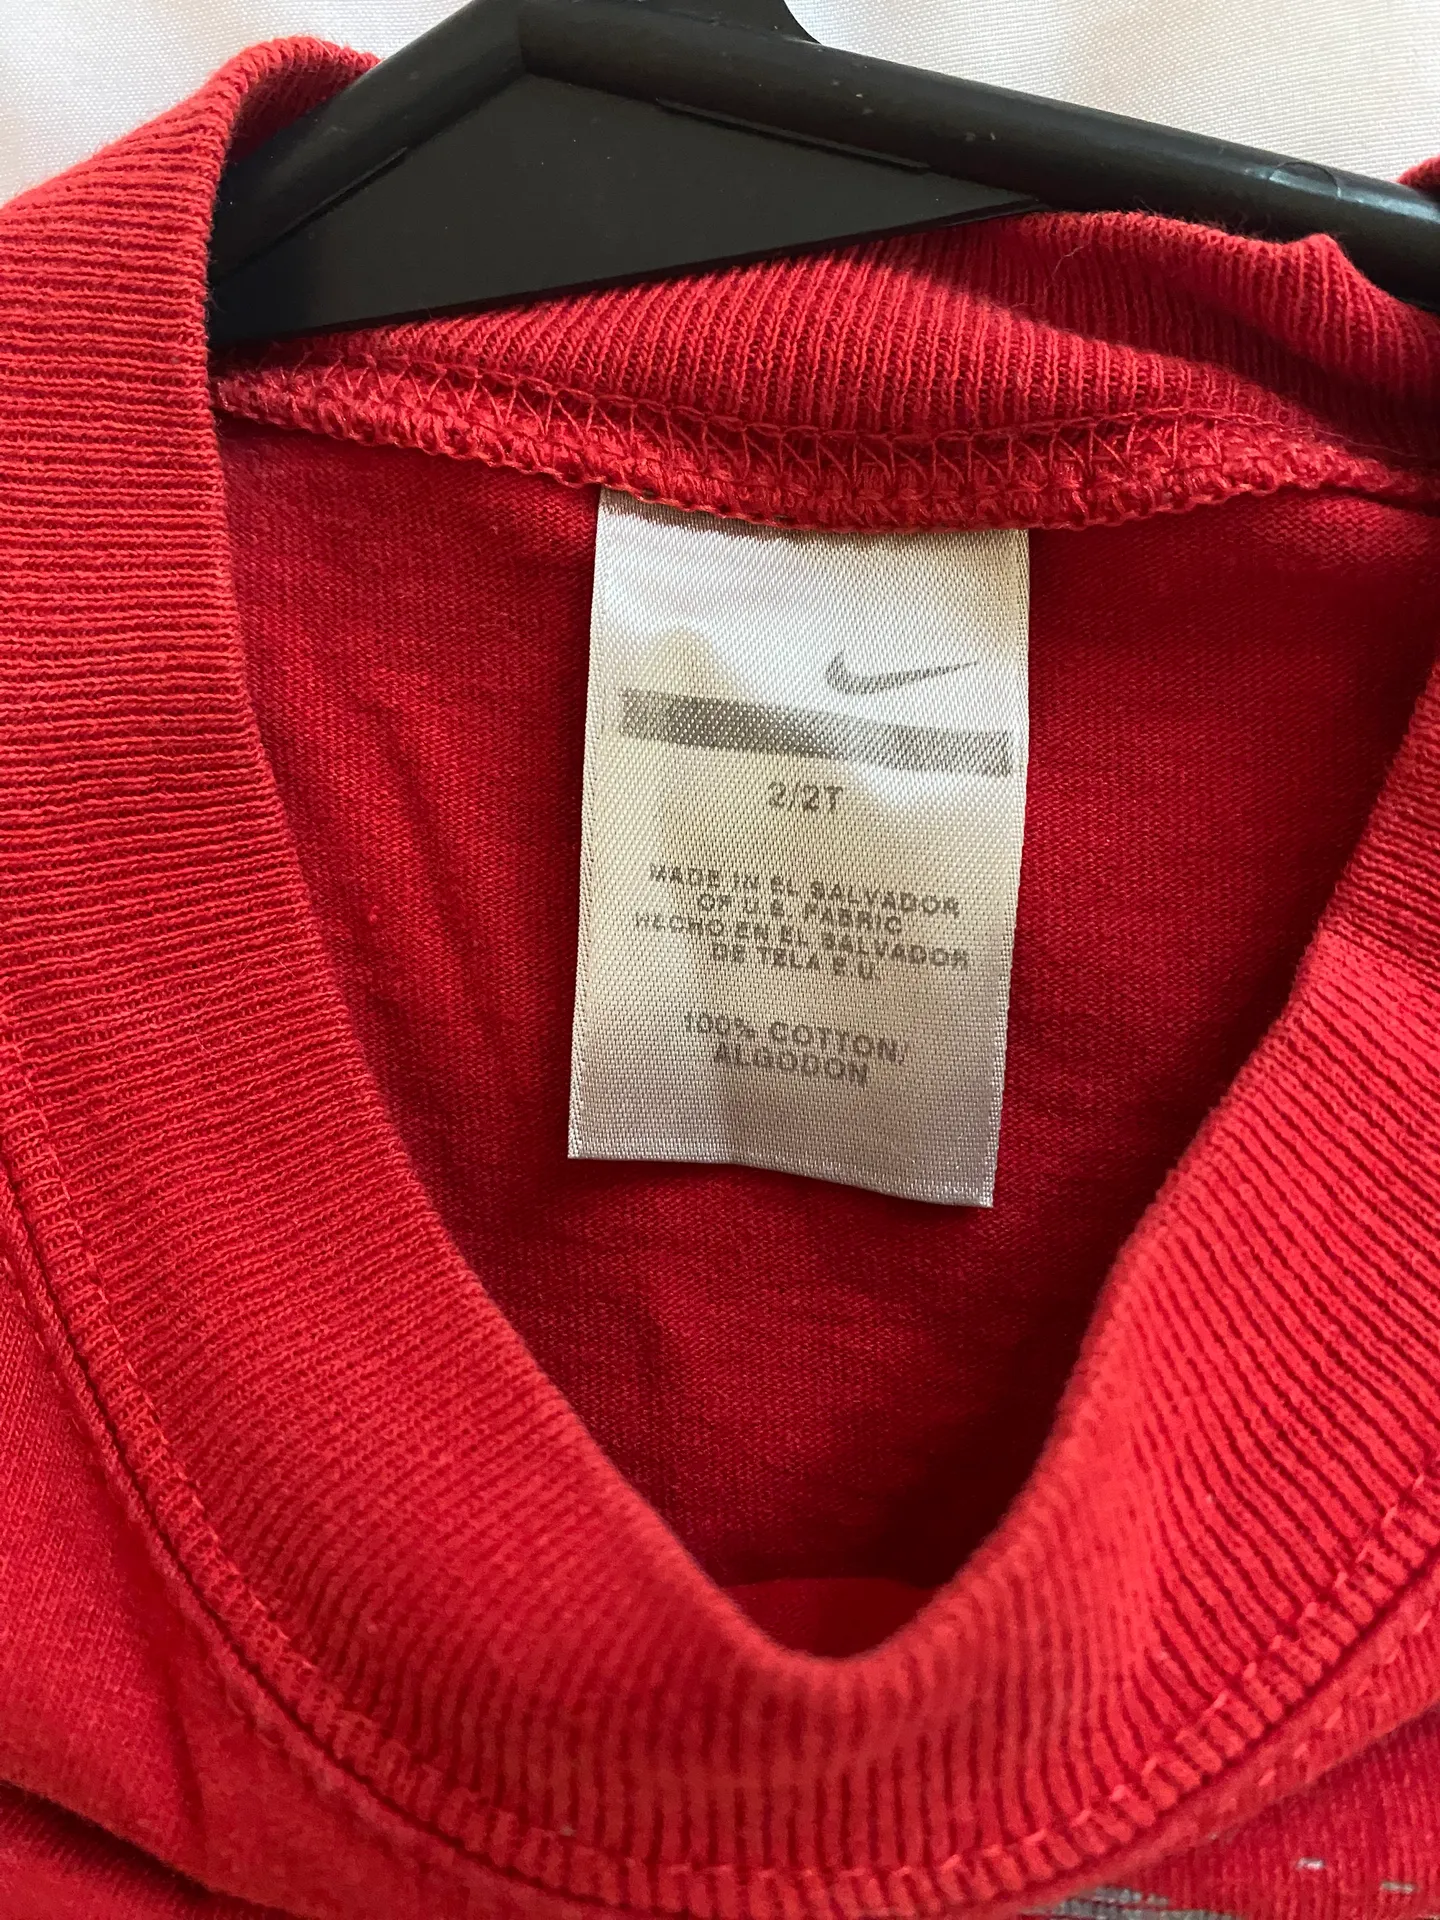 2/2T
MADE IN EL SALVADOR
OF U.S. FABRIC
HECHO EN EL SALVADOR
DE TELA E.U.
100% COTTON/
ALGODON